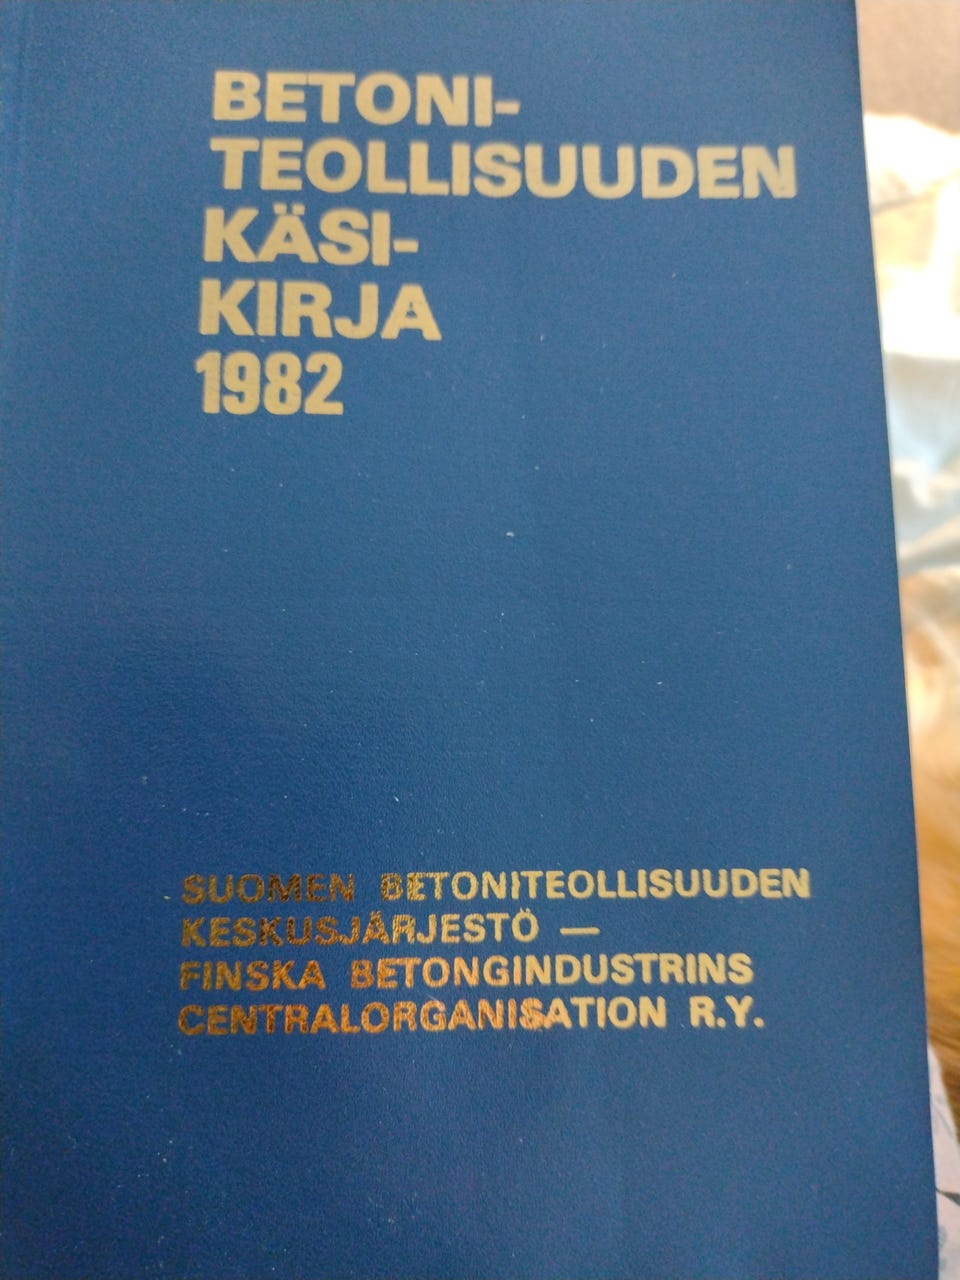 BETONI-
TEOLLISUUDEN
KÄSI-
KIRJA
1982
SUOMEN BETONITEOLLISUUDEN
KESKUSJÄRJESTÖ —
FINSKA BETONGINDUSTRINS
CENTRALORGANISATION R.Y.